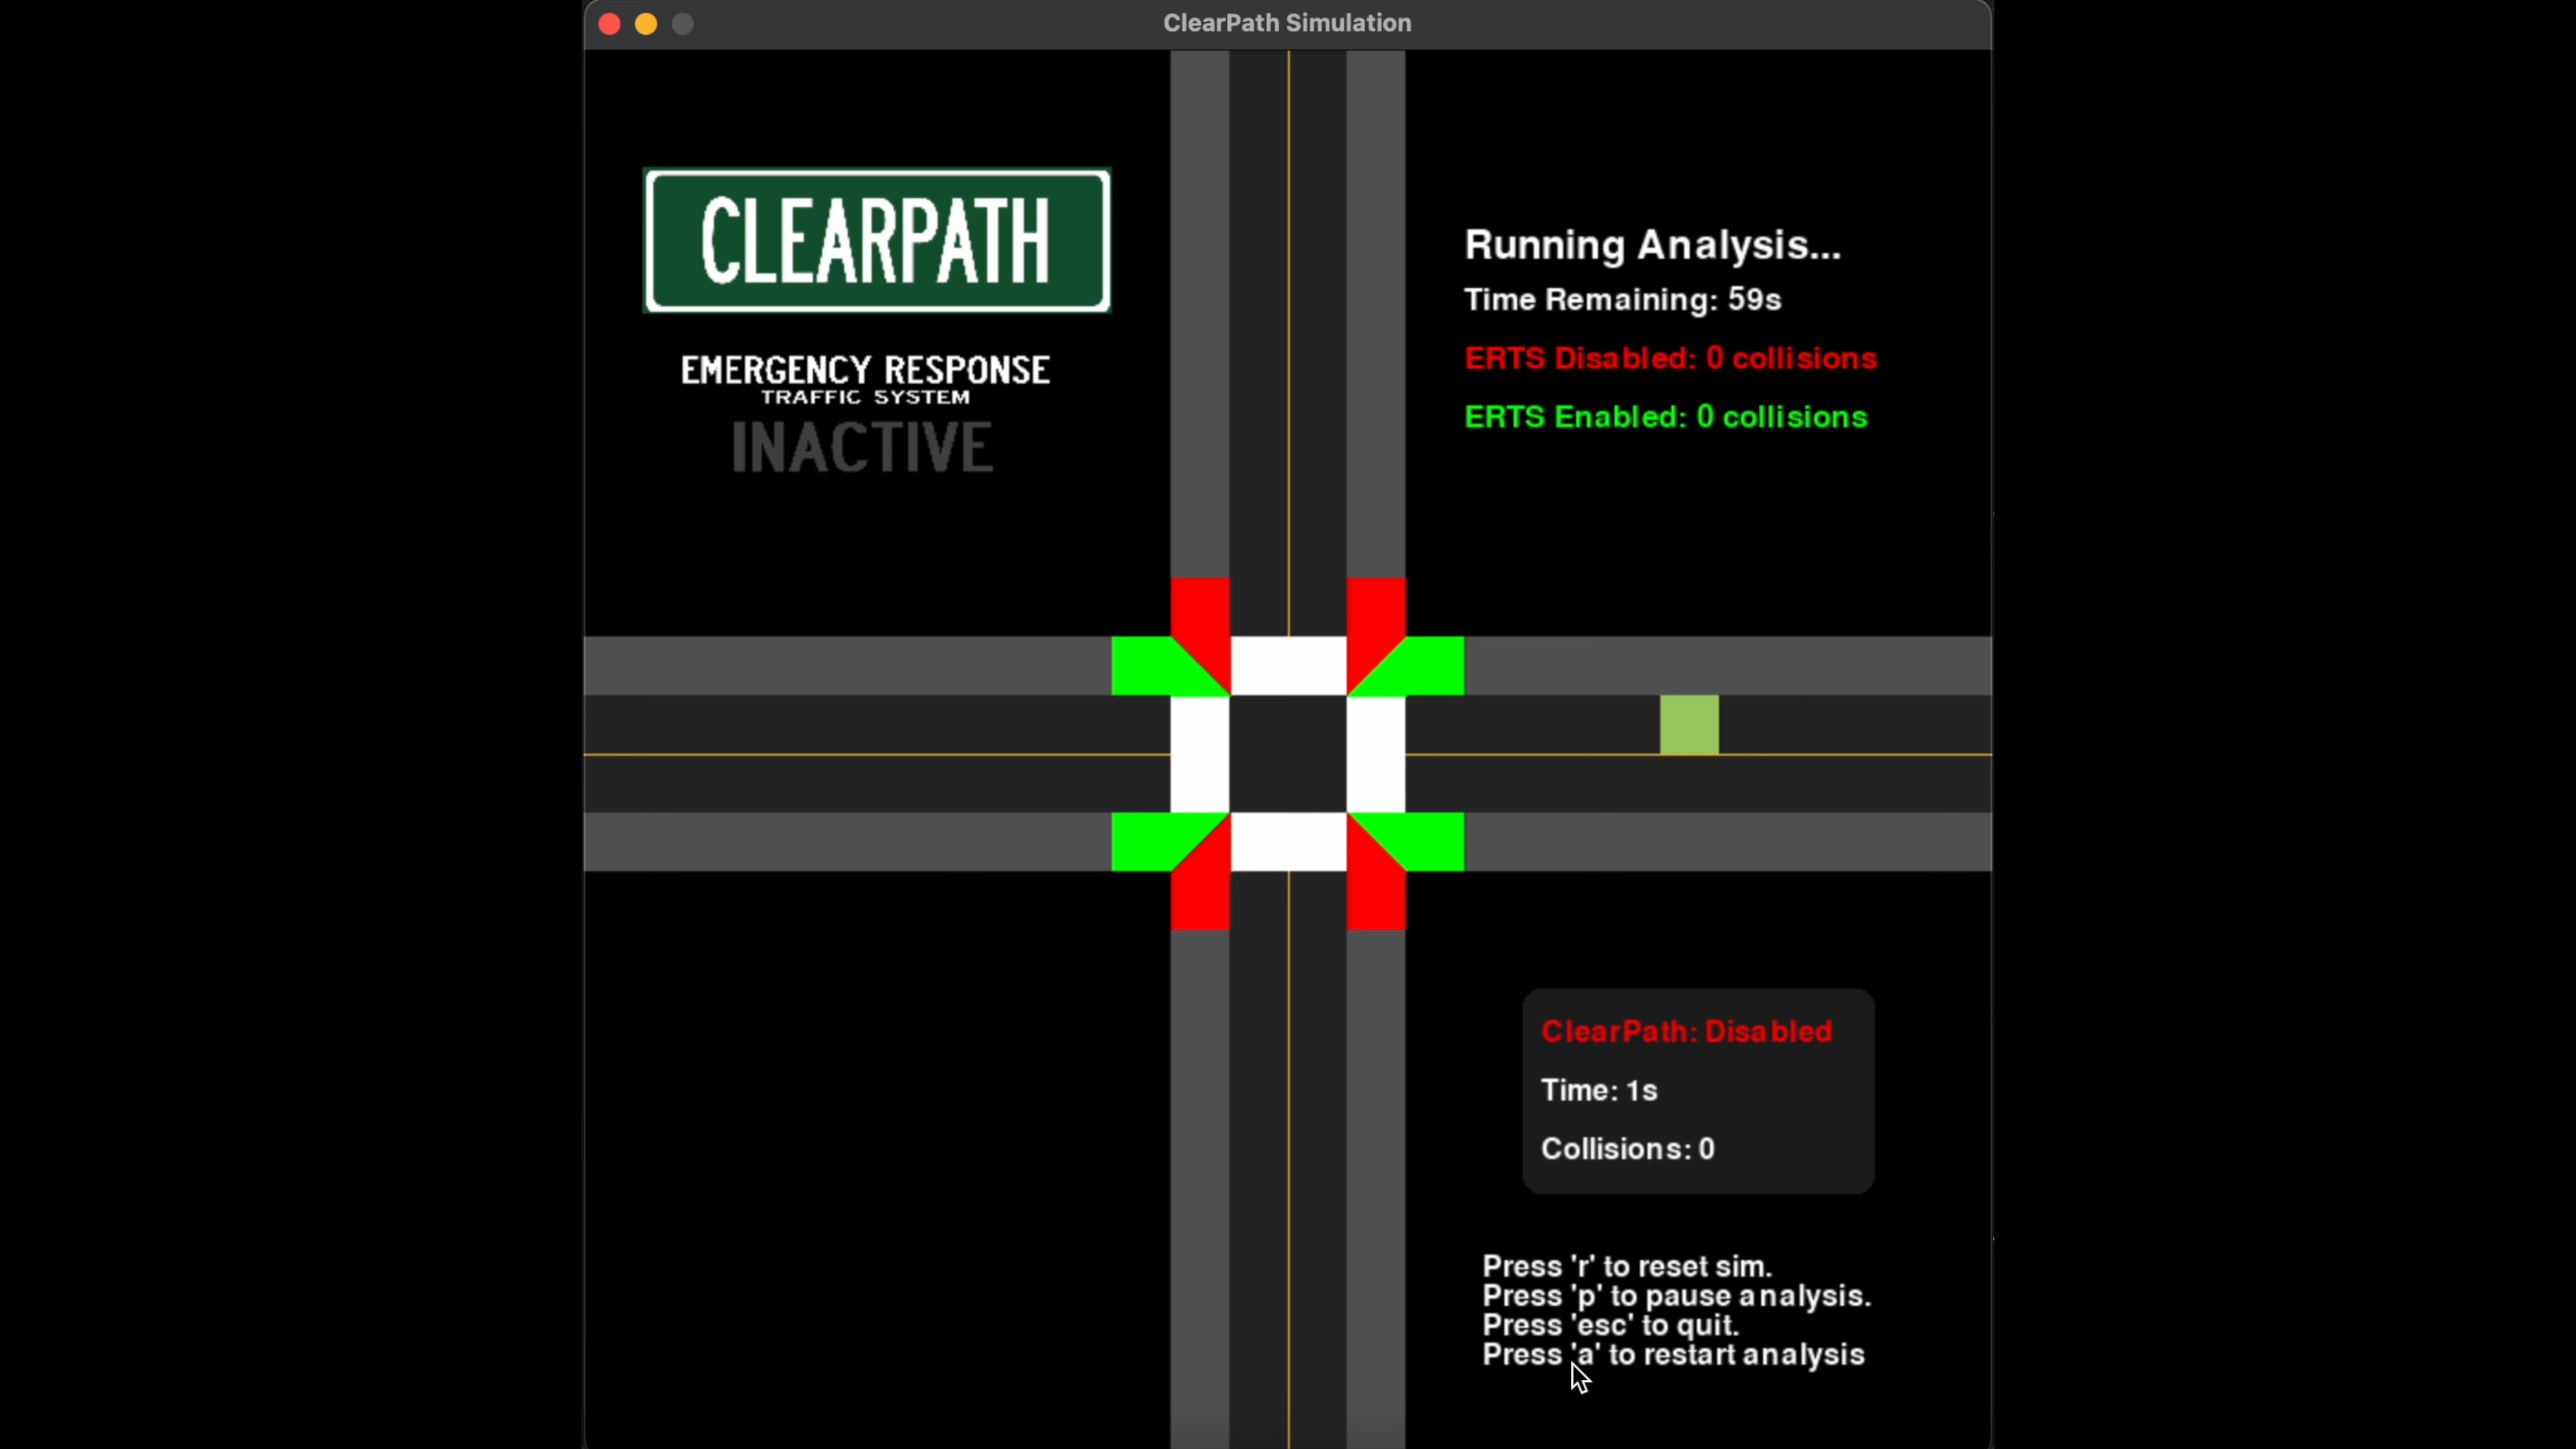 ClearPath Simulation
CLEARPATH
EMERGENCY RESPONSE
TRAFFIC SYSTEM
INACTIVE
Running Analysis...
Time Remaining: 59s
ERTS Disabled: 0 collisions
ERTS Enabled: 0 collisions
ClearPath: Disabled
Time: 1s
Collisions: 0
Press 'r' to reset sim.
Press 'p' to pause analysis.
Press 'esc' to quit.
Press 'a' to restart analysis